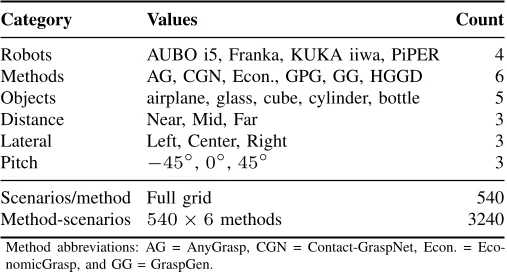 Category Values Count
Robots AUBO i5, Franka, KUKA iiwa, PiPER 4
Methods AG, CGN, Econ., GPG, GG, HGGD 6
Objects airplane, glass, cube, cylinder, bottle 5
Distance Near, Mid, Far 3
Lateral Left, Center, Right 3
Pitch −45°, 0°, 45° 3
Scenarios/method Full grid 540
Method-scenarios 540 × 6 methods 3240
Method abbreviations: AG = AnyGrasp, CGN = Contact-GraspNet, Econ. = Eco-
nomicGrasp, and GG = GraspGen.